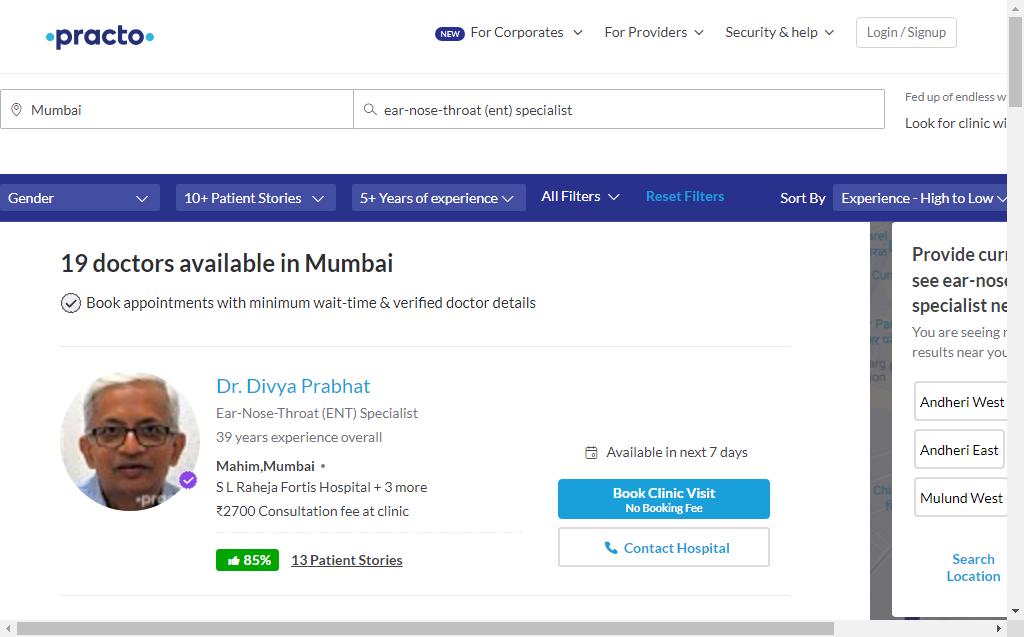 practo
NEW For Corporates
For Providers
Security & help
Login / Signup
Mumbai
ear-nose-throat (ent) specialist
Fed up of endless w
Look for clinic wi
Gender
10+ Patient Stories
5+ Years of experience
All Filters
Reset Filters
Sort By
Experience - High to Low
19 doctors available in Mumbai
Book appointments with minimum wait-time & verified doctor details
Dr. Divya Prabhat
Ear-Nose-Throat (ENT) Specialist
39 years experience overall
Mahim,Mumbai
S L Raheja Fortis Hospital + 3 more
₹2700 Consultation fee at clinic
85%
13 Patient Stories
Available in next 7 days
Book Clinic Visit
No Booking Fee
Contact Hospital
Provide curr
see ear-nose
specialist ne
You are seeing r
results near you
Andheri West
Andheri East
Mulund West
Search
Location